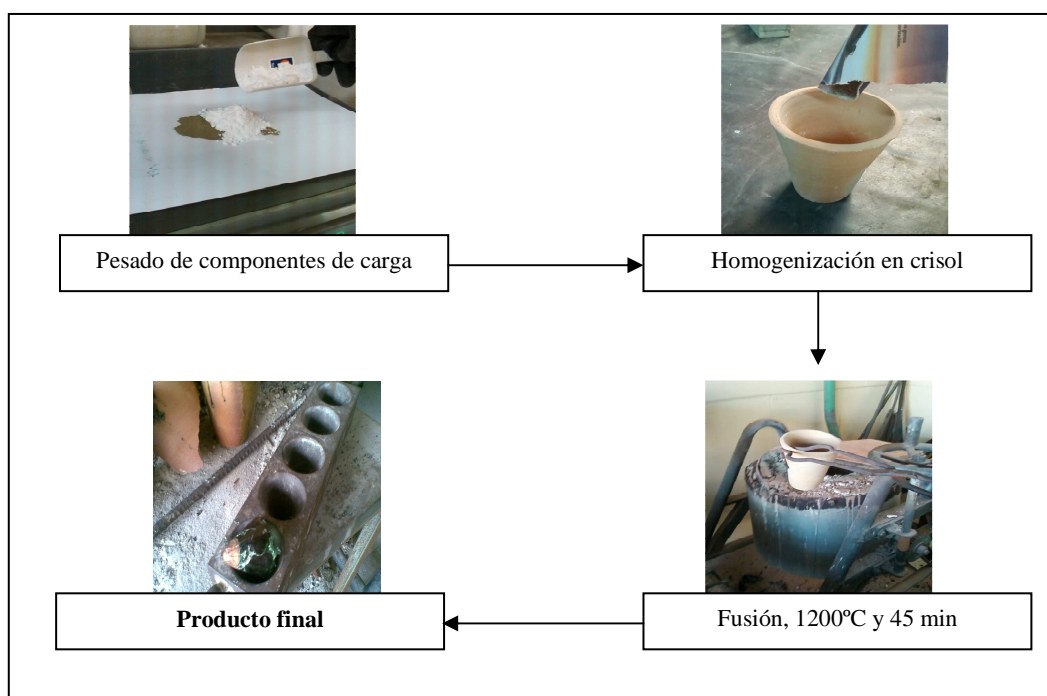 Pesado de componentes de carga
Homogenización en crisol
Fusión, 1200ºC y 45 min
Producto final